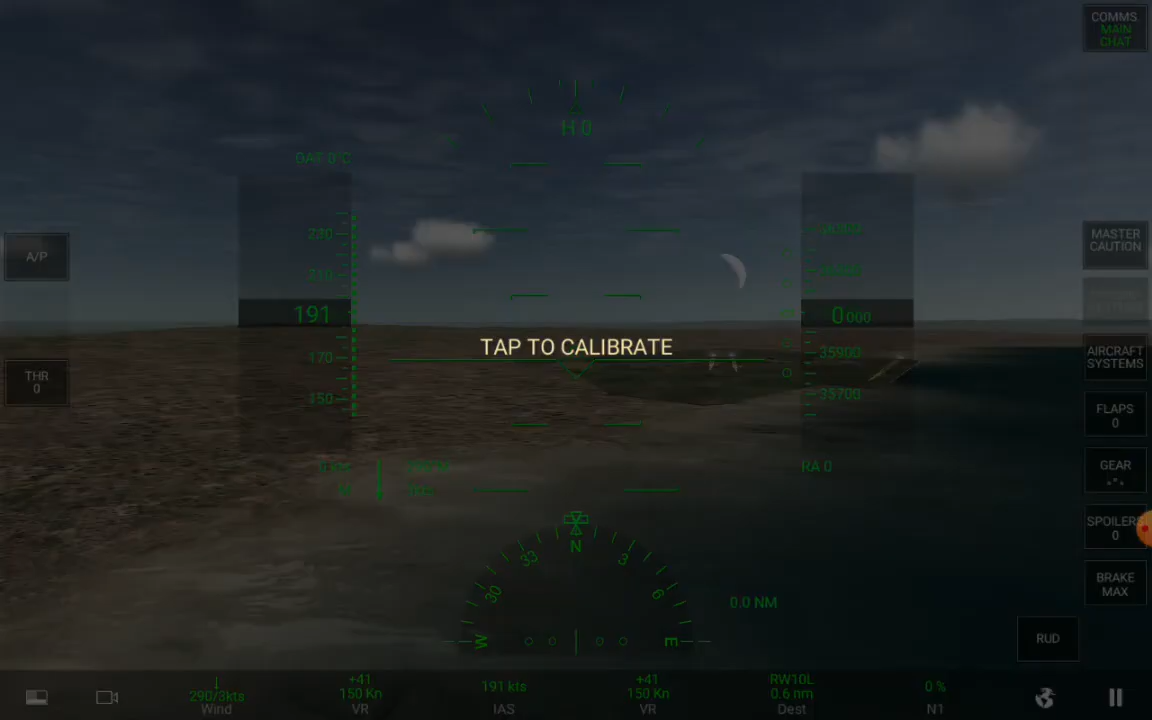 COMMS
MAIN
CHAT
H 0
OAT 0°C
230
210
191
170
150
A/P
THR
0
TAP TO CALIBRATE
0000
35900
35700
RA 0
MASTER
CAUTION
AIRCRAFT
SYSTEMS
FLAPS
0
GEAR
SPOILERS
0
BRAKE
MAX
RUD
N
33
3
30
6
W
E
0.0 NM
290/3kts
Wind
+41
150 Kn
VR
191 kts
IAS
+41
150 Kn
VR
RW10L
0.6 nm
Dest
0 %
N1